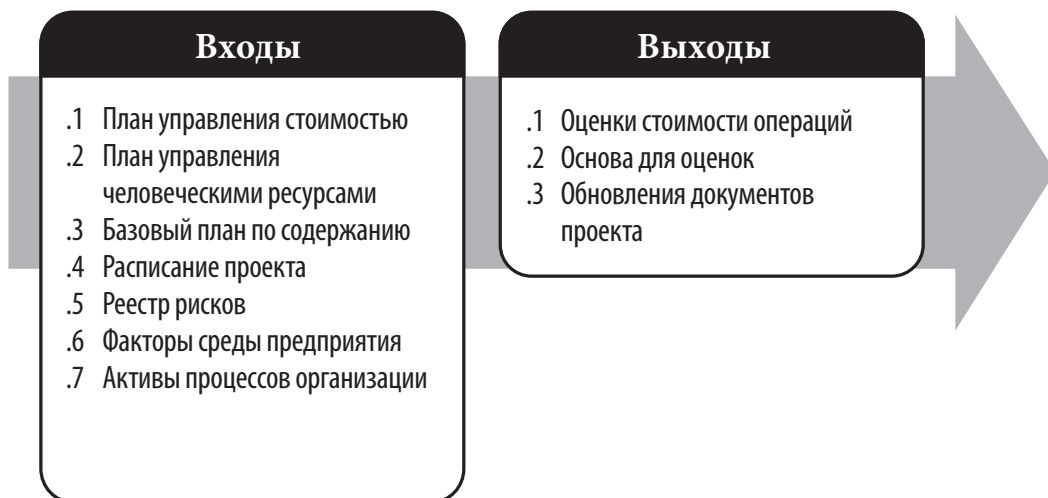 Входы
.1 План управления стоимостью
.2 План управления
человеческими ресурсами
.3 Базовый план по содержанию
.4 Расписание проекта
.5 Реестр рисков
.6 Факторы среды предприятия
.7 Активы процессов организации
Выходы
.1 Оценки стоимости операций
.2 Основа для оценок
.3 Обновления документов
проекта